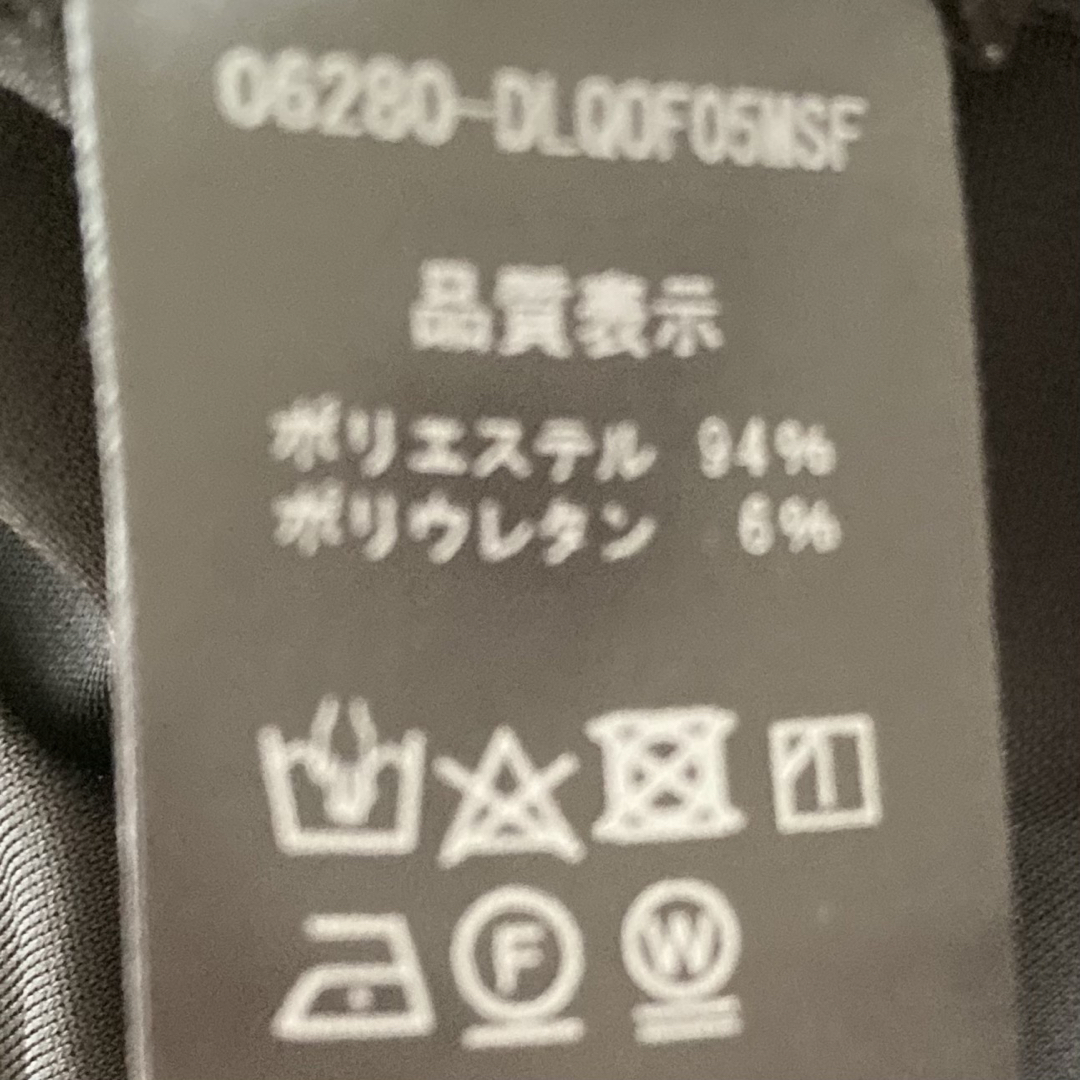 06280-DLQ0F05MSF
品質表示
ポリエステル 94%
ポリウレタン 6%
F W